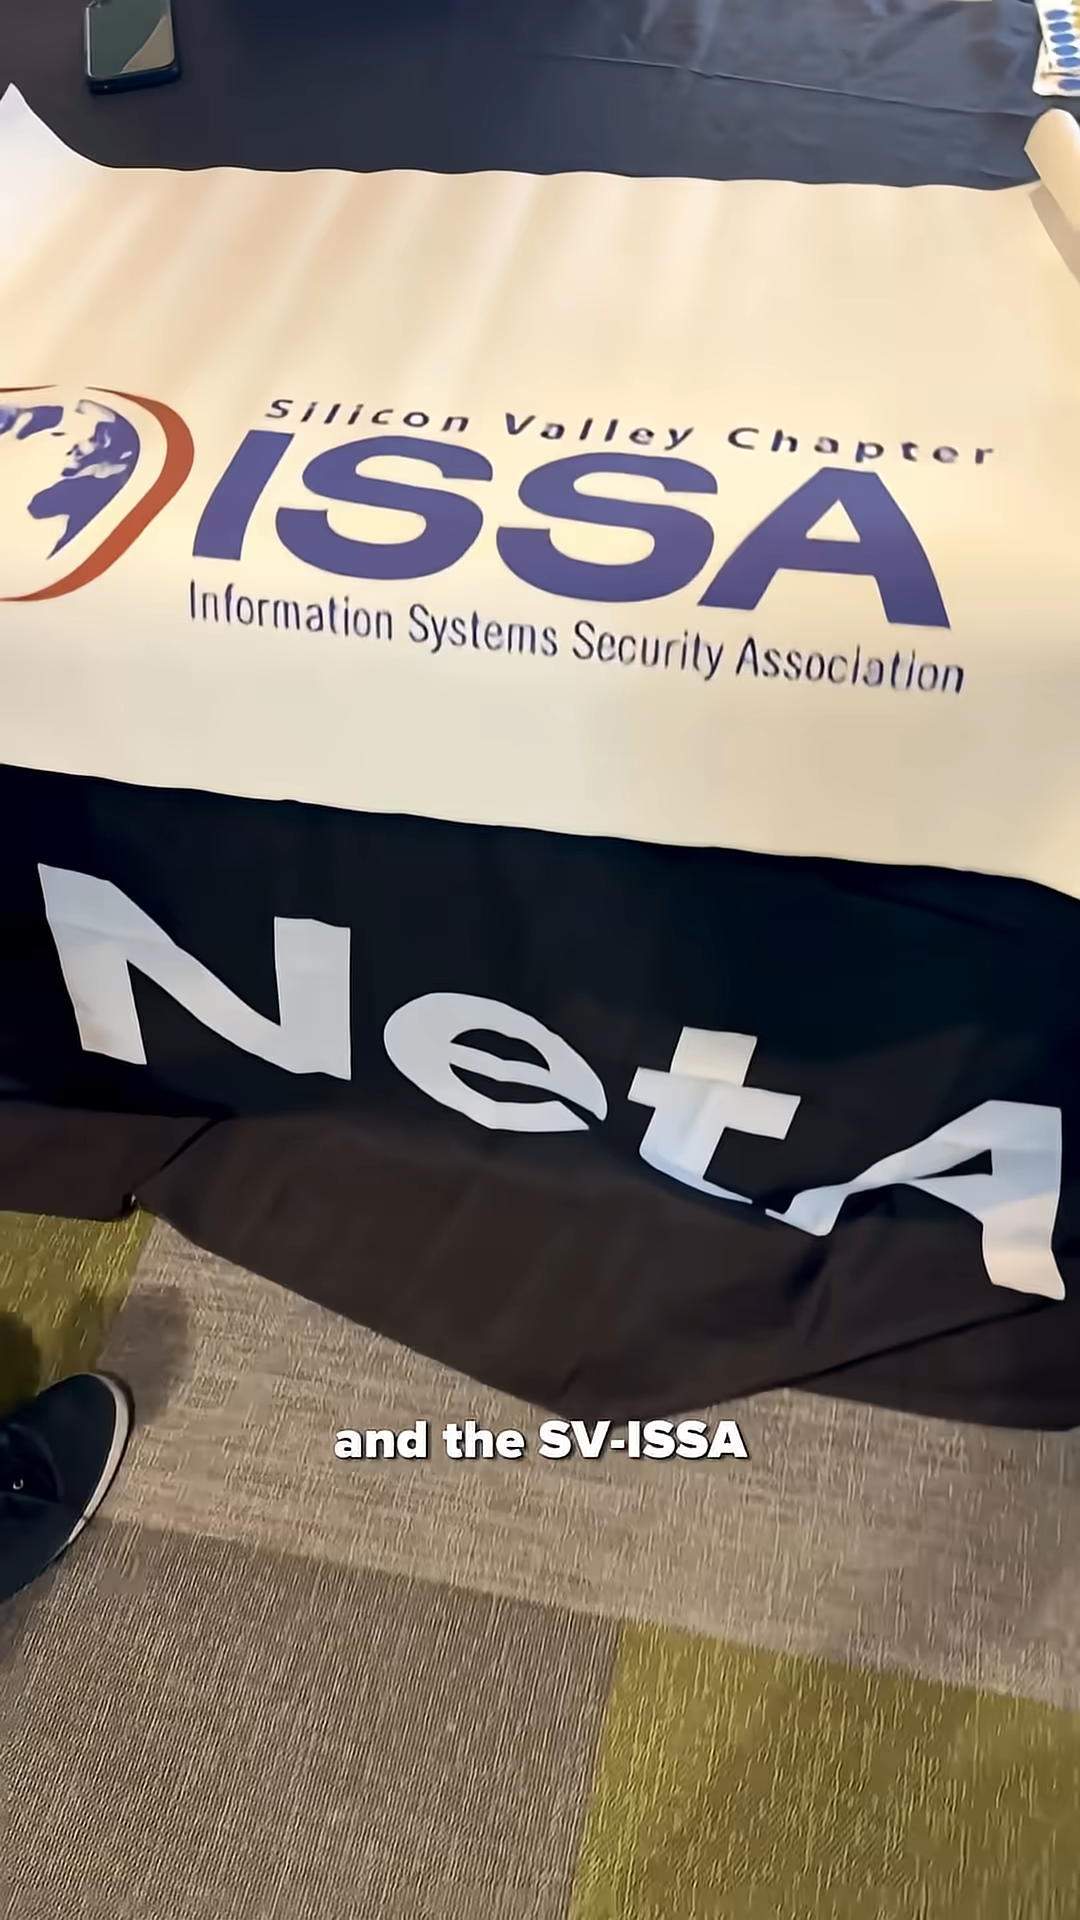 Silicon Valley Chapter
ISSA
Information Systems Security Association
NetA
and the SV-ISSA